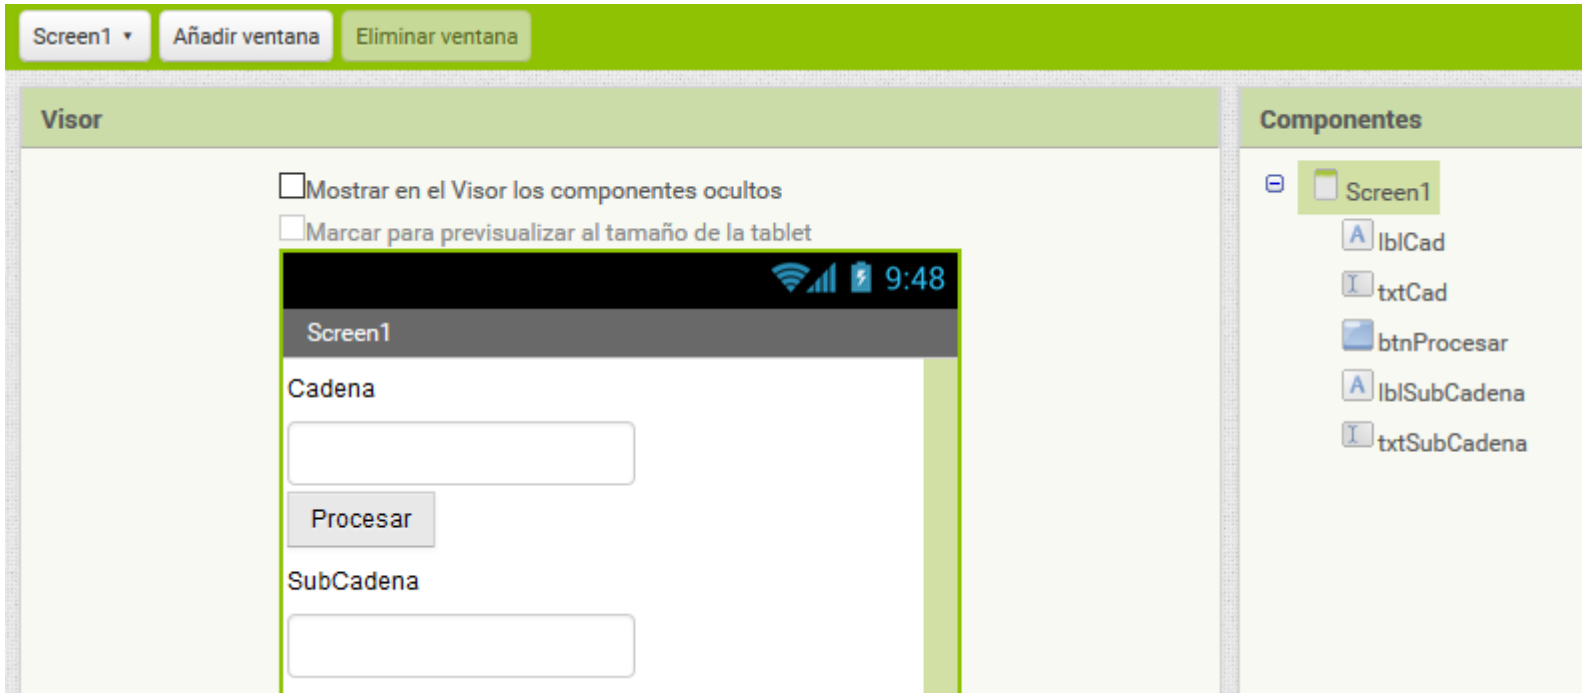 Screen1 ▾ Añadir ventana Eliminar ventana
Visor
Mostrar en el Visor los componentes ocultos
Marcar para previsualizar al tamaño de la tablet
9:48
Screen1
Cadena
Procesar
SubCadena
Componentes
Screen1
lblCad
txtCad
btnProcesar
lblSubCadena
txtSubCadena